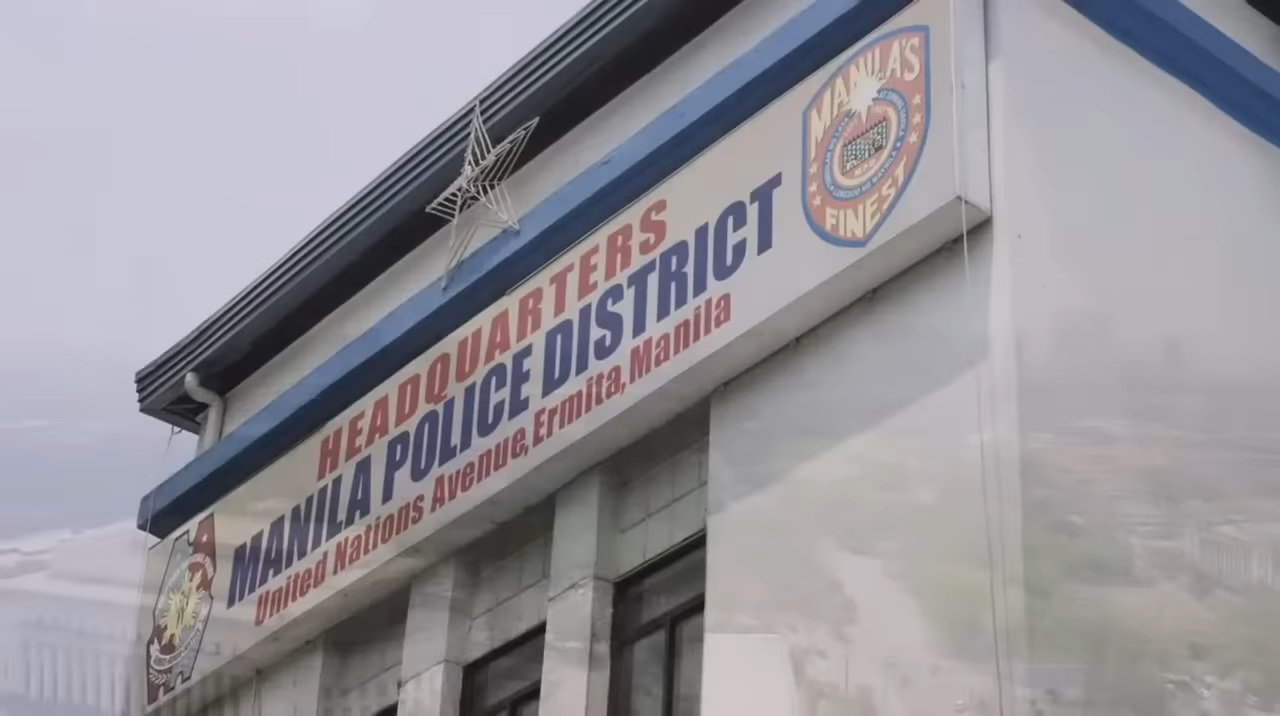 HEADQUARTERS
MANILA POLICE DISTRICT
United Nations Avenue, Ermita, Manila
MANILA'S
FINEST